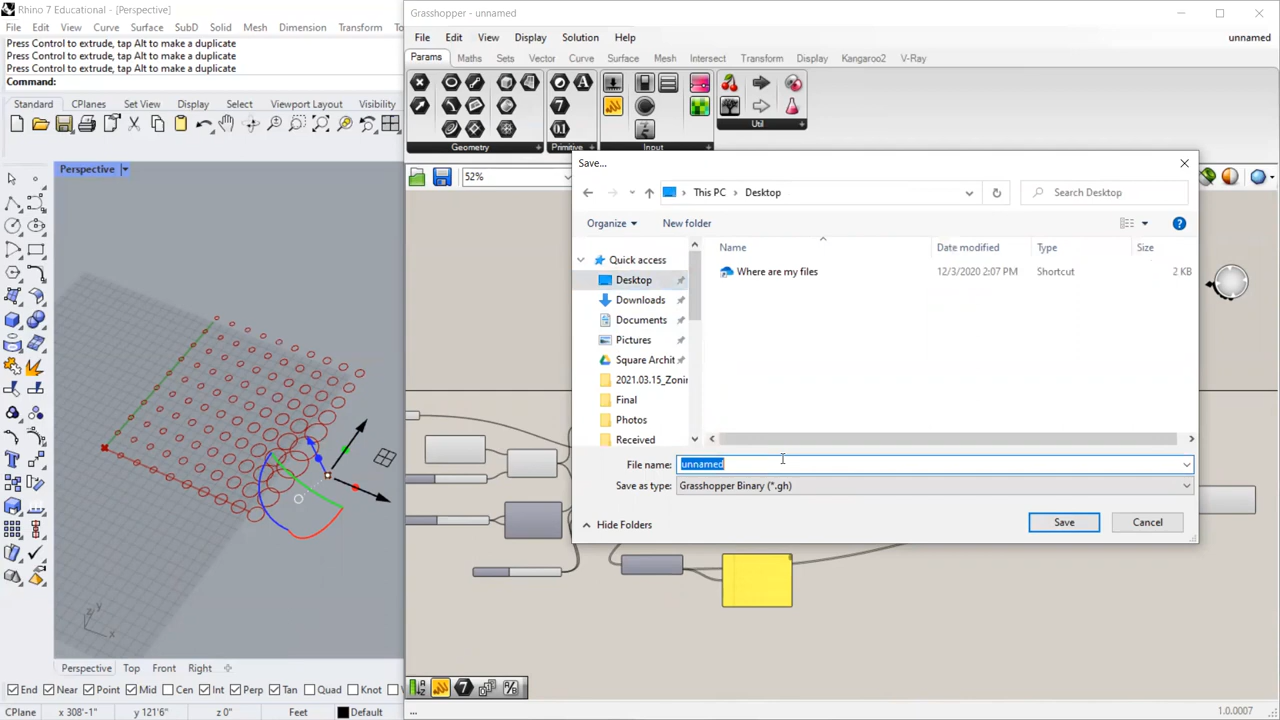 Rhino 7 Educational - [Perspective]
File Edit View Curve Surface SubD Solid Mesh Dimension Transform
Press Control to extrude, tap Alt to make a duplicate
Press Control to extrude, tap Alt to make a duplicate
Press Control to extrude, tap Alt to make a duplicate
Command:
Standard CPlanes Set View Display Select Viewport Layout Visibility
Perspective
z y x
Perspective Top Front Right
End Near Point Mid Cen Int Perp Tan Quad Knot
CPlane x 308'-1" y 121'6" z 0" Feet Default
Grasshopper - unnamed
File Edit View Display Solution Help unnamed
Params Maths Sets Vector Curve Surface Mesh Intersect Transform Display Kangaroo2 V-Ray
Geometry Primitive Input Util
52%
Save...
This PC Desktop Search Desktop
Organize New folder
Name Date modified Type Size
Quick access
Desktop
Downloads
Documents
Pictures
Square Archit
2021.03.15_Zonin
Final
Photos
Received
Where are my files 12/3/2020 2:07 PM Shortcut 2 KB
File name: unnamed
Save as type: Grasshopper Binary (*.gh)
Hide Folders Save Cancel
... 1.0.0007